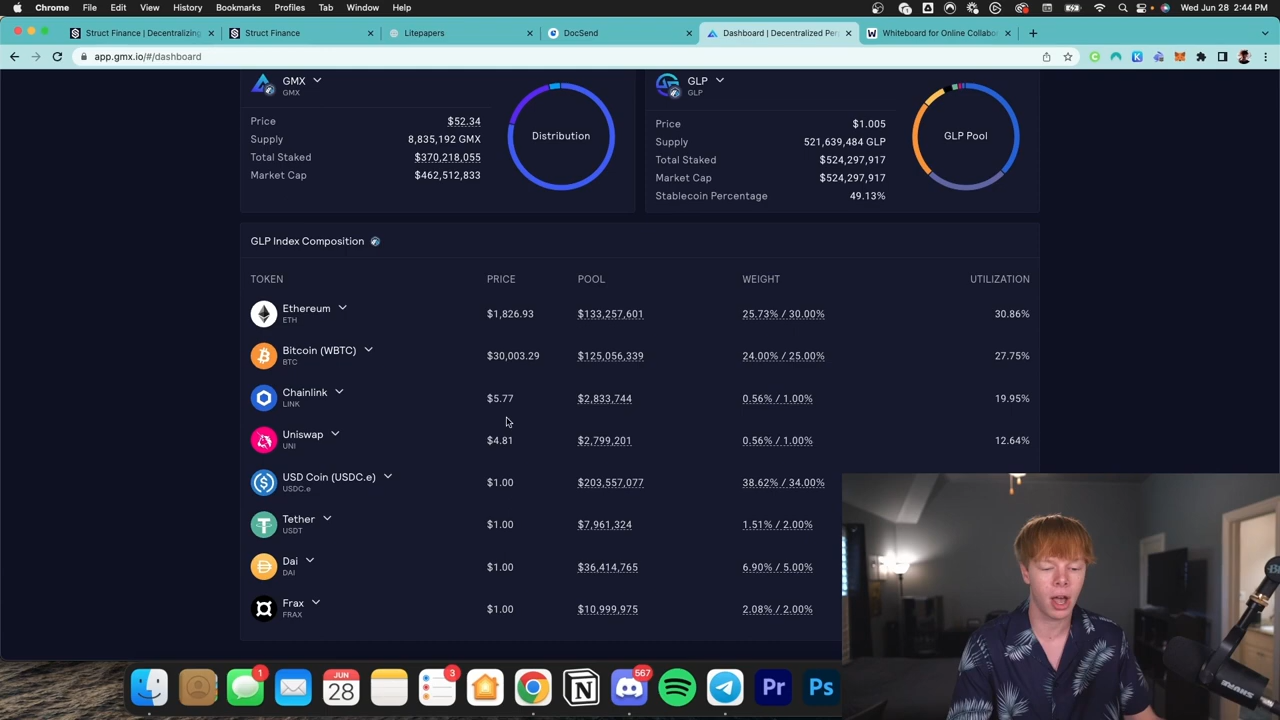 Chrome File Edit View History Bookmarks Profiles Tab Window Help Wed Jun 28 2:44 PM
Struct Finance | Decentralizing Struct Finance Litepapers DocSend Dashboard | Decentralized Per Whiteboard for Online Collabo
app.gmx.io/#/dashboard
GMX
GMX
Price $52.34
Supply 8,835,192 GMX
Total Staked $370,218,055
Market Cap $462,512,833
Distribution
GLP
GLP
Price $1.005
Supply 521,639,484 GLP
Total Staked $524,297,917
Market Cap $524,297,917
Stablecoin Percentage 49.13%
GLP Pool
GLP Index Composition
TOKEN PRICE POOL WEIGHT UTILIZATION
Ethereum $1,826.93 $133,257,601 25.73% / 30.00% 30.86%
ETH
Bitcoin (WBTC) $30,003.29 $125,056,339 24.00% / 25.00% 27.75%
BTC
Chainlink $5.77 $2,833,744 0.56% / 1.00% 19.95%
LINK
Uniswap $4.81 $2,799,201 0.56% / 1.00% 12.64%
UNI
USD Coin (USDC.e) $1.00 $203,557,077 38.62% / 34.00%
USDC.e
Tether $1.00 $7,961,324 1.51% / 2.00%
USDT
Dai $1.00 $36,414,765 6.90% / 5.00%
DAI
Frax $1.00 $10,999,975 2.08% / 2.00%
FRAX
1 JUN 28 3 567 Pr Ps